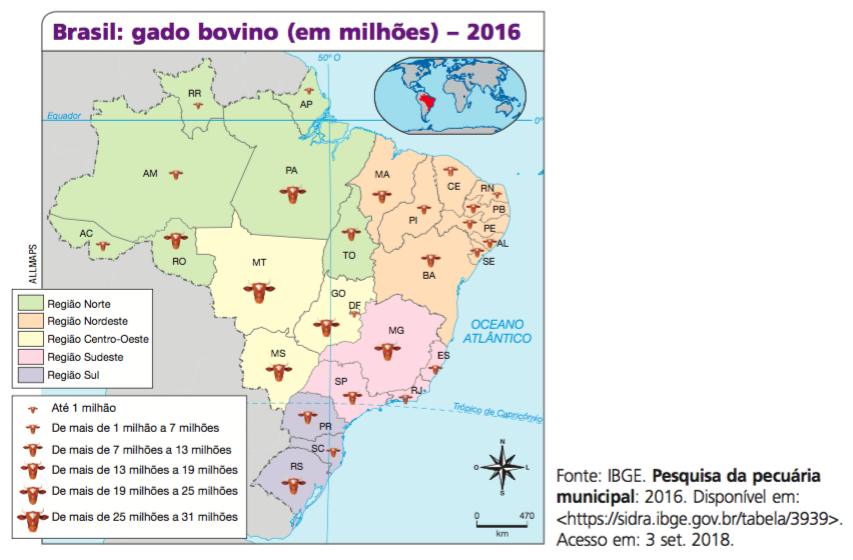 Brasil: gado bovino (em milhões) – 2016
50° O
RR
AP
Equador
0°
AM
PA
MA
CE
RN
PI
PB
PE
AC
AL
TO
SE
RO
MT
BA
ALLMAPS
GO
DF
Região Norte
Região Nordeste
Região Centro-Oeste
Região Sudeste
Região Sul
MG
OCEANO
ATLÂNTICO
MS
ES
SP
RJ
Trópico de Capricórnio
Até 1 milhão
De mais de 1 milhão a 7 milhões
De mais de 7 milhões a 13 milhões
De mais de 13 milhões a 19 milhões
De mais de 19 milhões a 25 milhões
De mais de 25 milhões a 31 milhões
PR
SC
RS
N
O
L
S
0 470
km
Fonte: IBGE. Pesquisa da pecuária
municipal: 2016. Disponível em:
<https://sidra.ibge.gov.br/tabela/3939>.
Acesso em: 3 set. 2018.